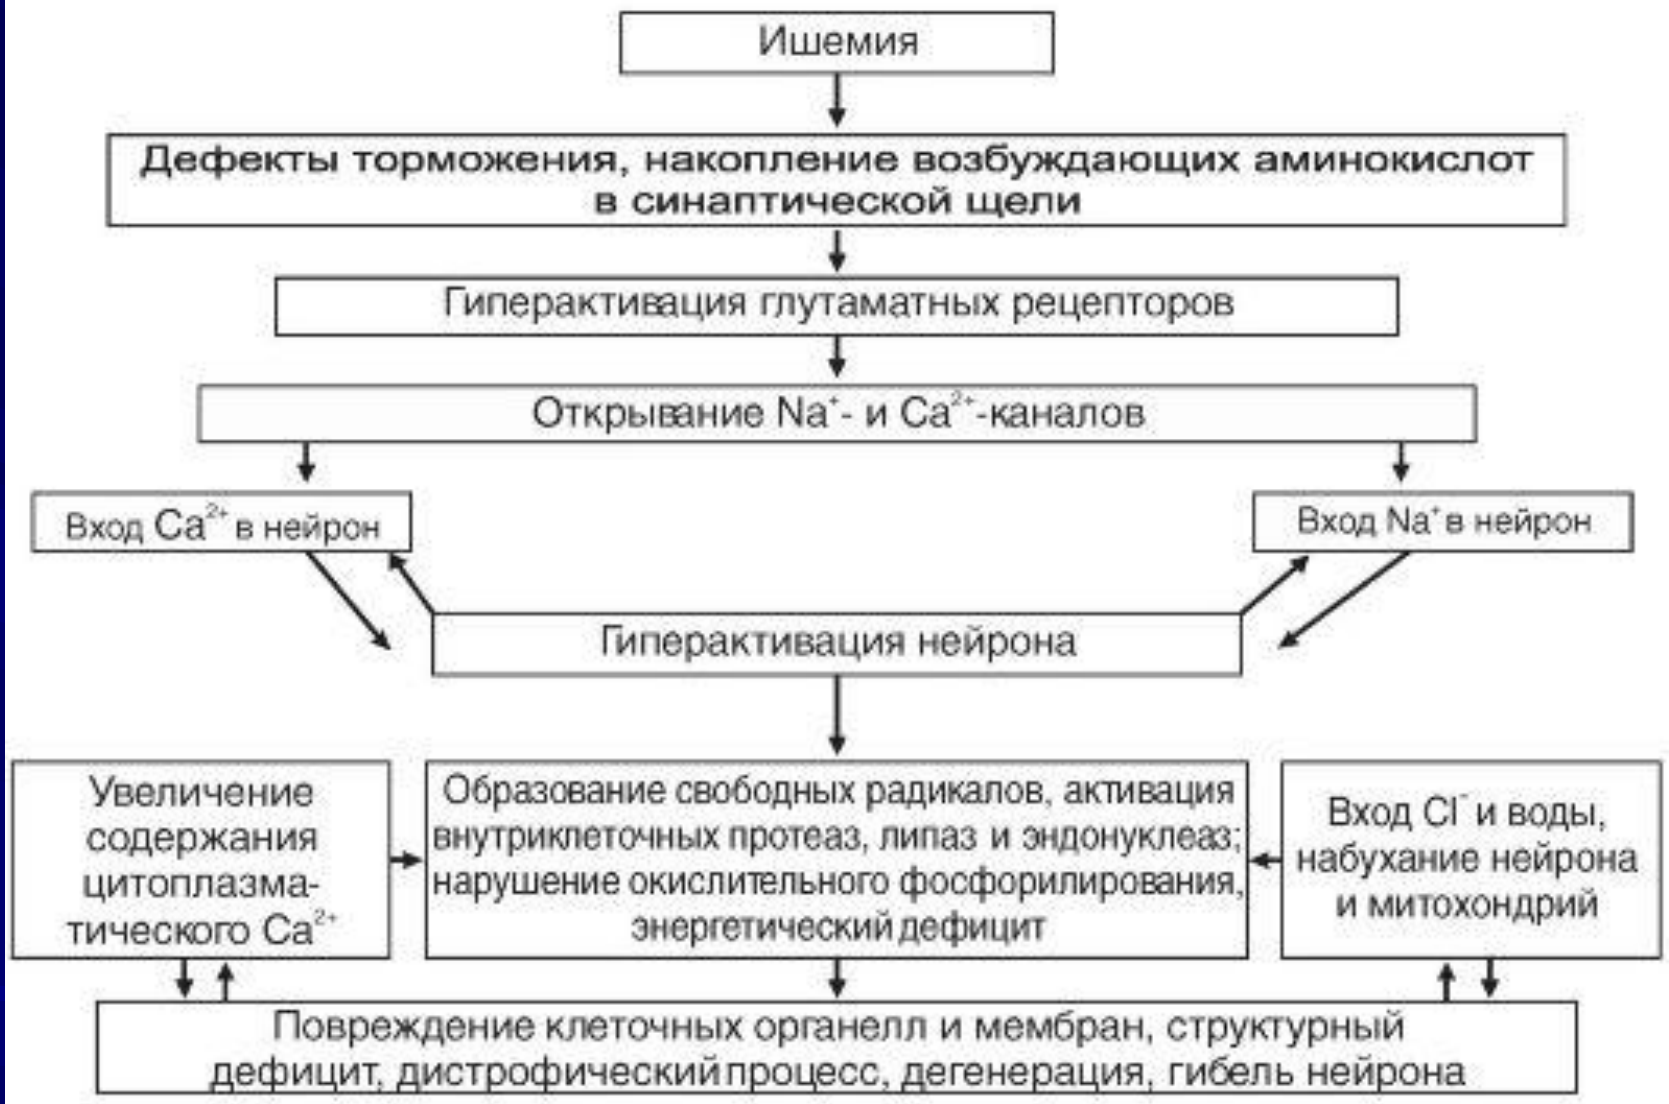 Ишемия
Дефекты торможения, накопление возбуждающих аминокислот
в синаптической щели
Гиперактивация глутаматных рецепторов
Открывание Na⁺- и Ca²⁺-каналов
Вход Ca²⁺ в нейрон
Вход Na⁺ в нейрон
Гиперактивация нейрона
Увеличение
содержания
цитоплазма-
тического Ca²⁺
Образование свободных радикалов, активация
внутриклеточных протеаз, липаз и эндонуклеаз;
нарушение окислительного фосфорилирования,
энергетический дефицит
Вход Cl⁻ и воды,
набухание нейрона
и митохондрий
Повреждение клеточных органелл и мембран, структурный
дефицит, дистрофический процесс, дегенерация, гибель нейрона